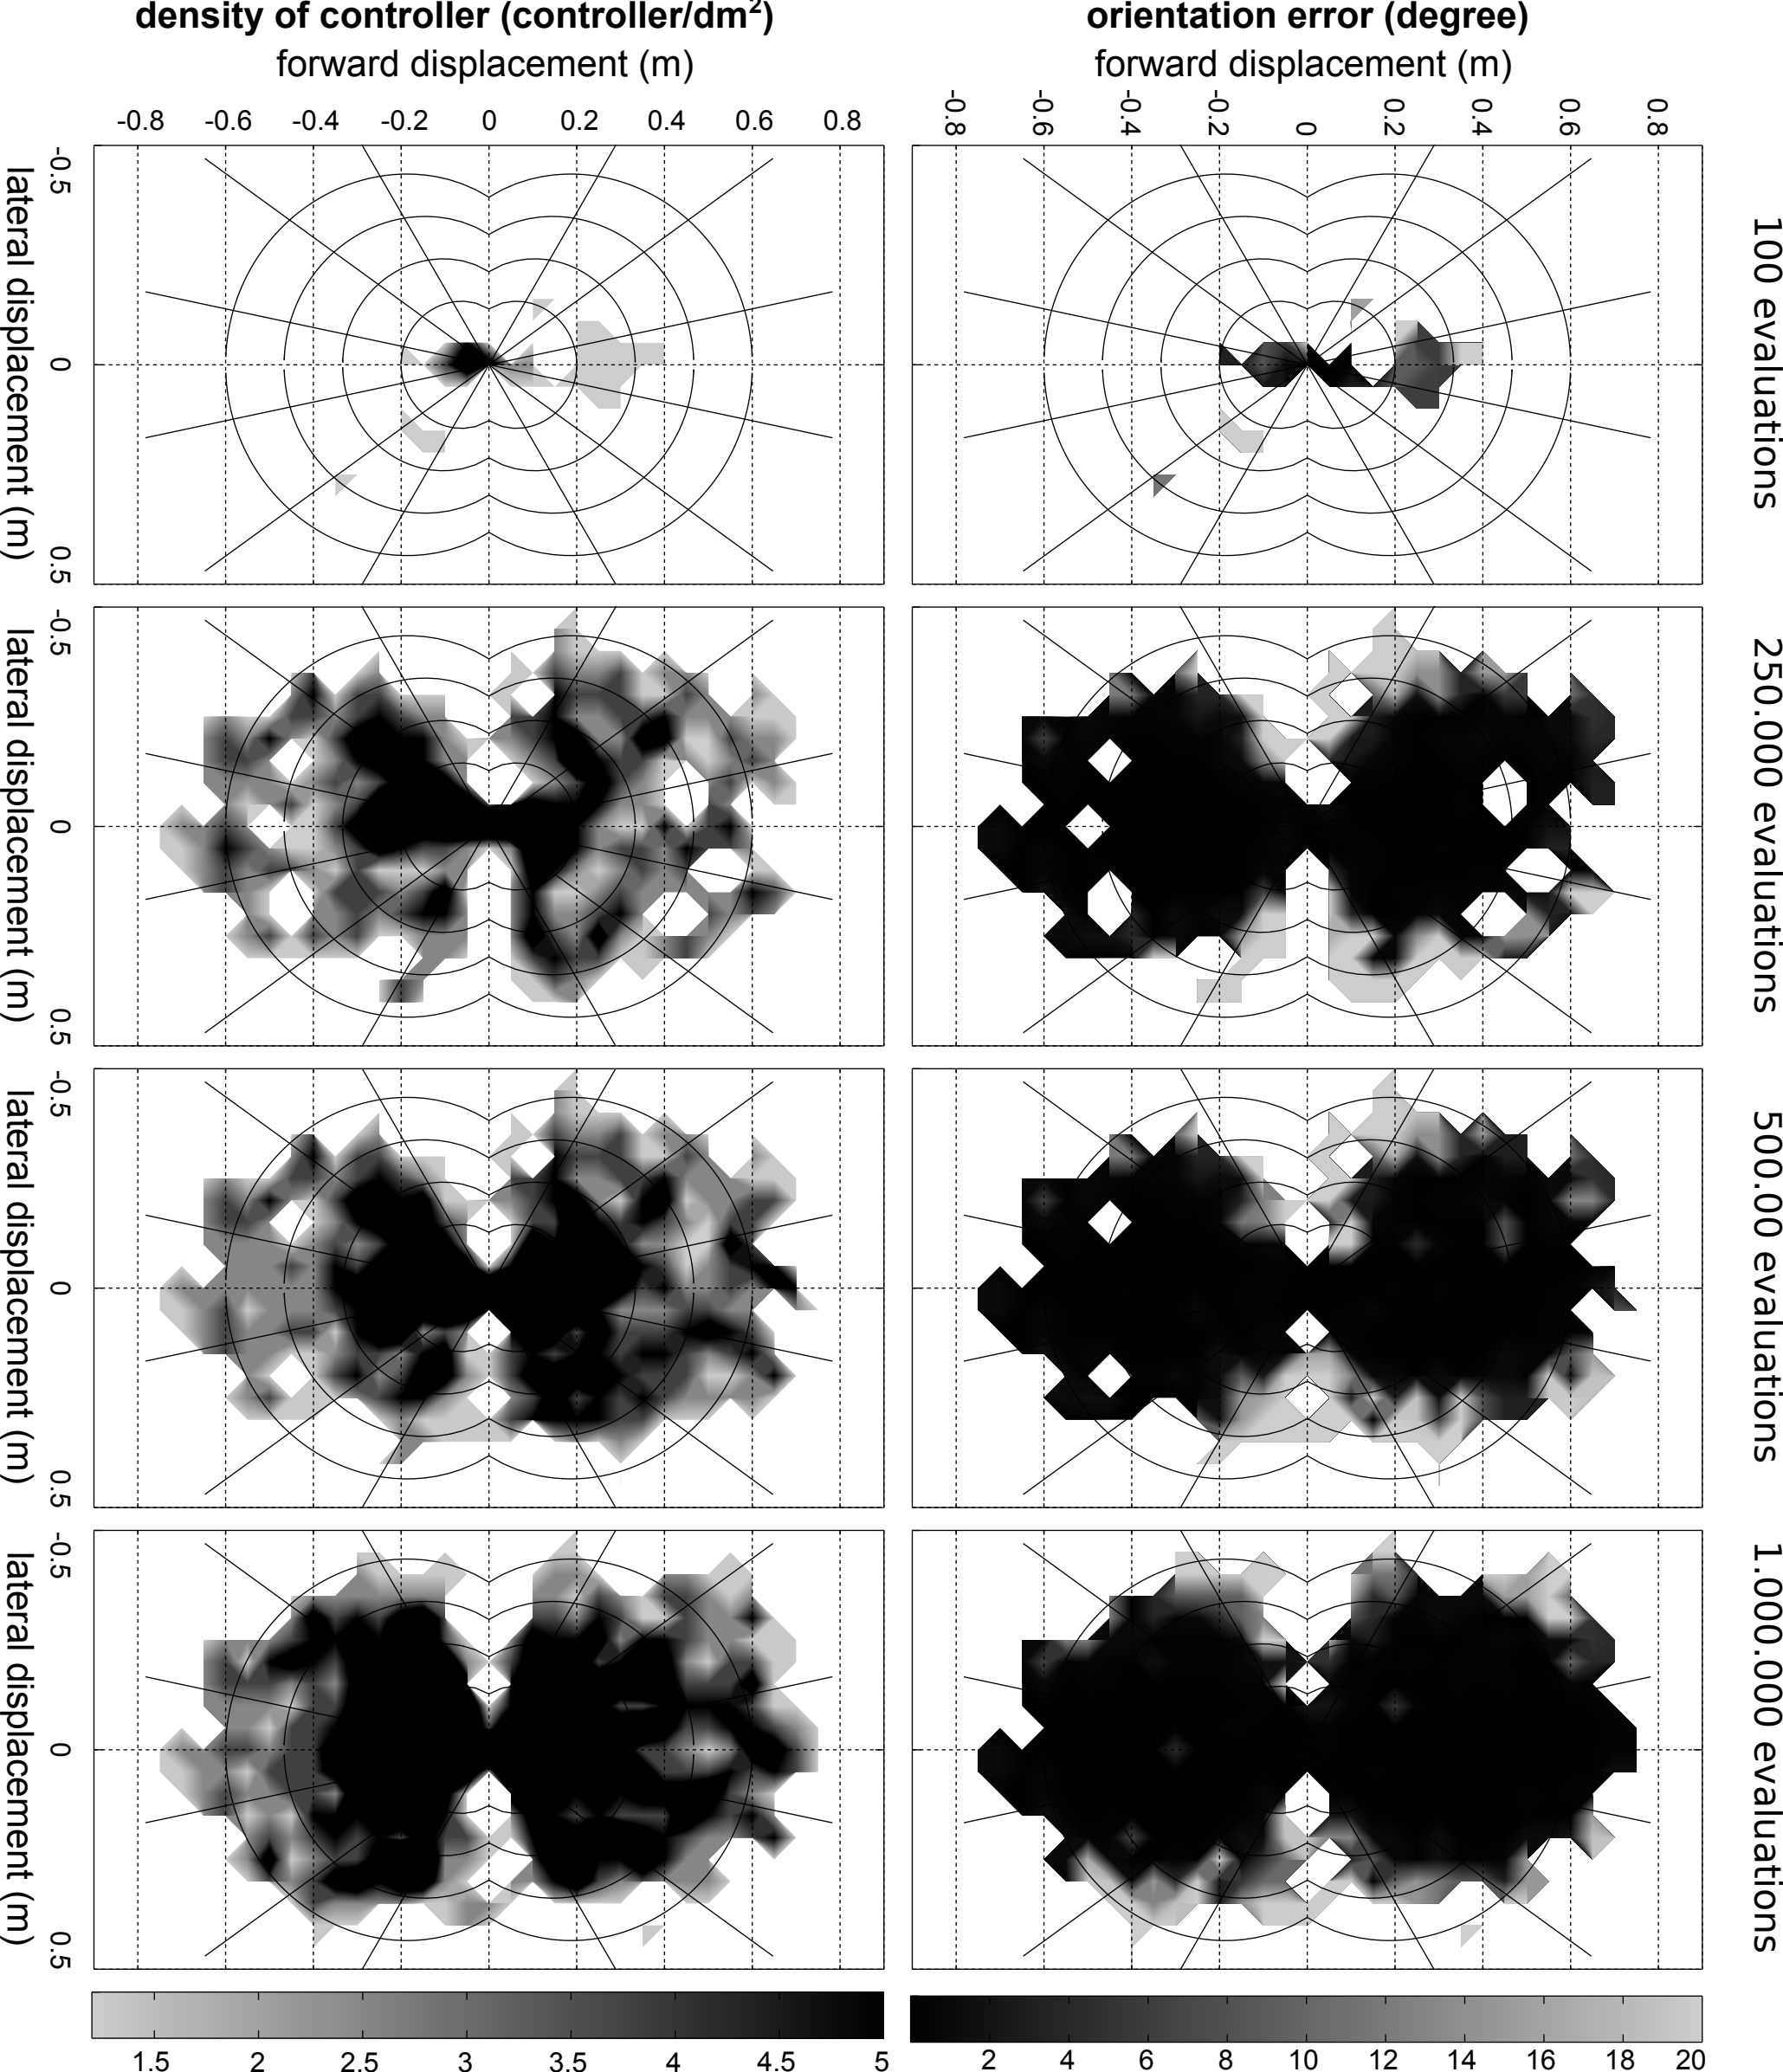 density of controller (controller/dm²)
forward displacement (m)
-0.8 -0.6 -0.4 -0.2 0 0.2 0.4 0.6 0.8
orientation error (degree)
forward displacement (m)
-0.8 -0.6 -0.4 -0.2 0 0.2 0.4 0.6 0.8
-0.5 0 0.5
lateral displacement (m)
100 evaluations
-0.5 0 0.5
lateral displacement (m)
250.000 evaluations
-0.5 0 0.5
lateral displacement (m)
500.00 evaluations
-0.5 0 0.5
lateral displacement (m)
1.000.000 evaluations
1.5 2 2.5 3 3.5 4 4.5 5
2 4 6 8 10 12 14 16 18 20